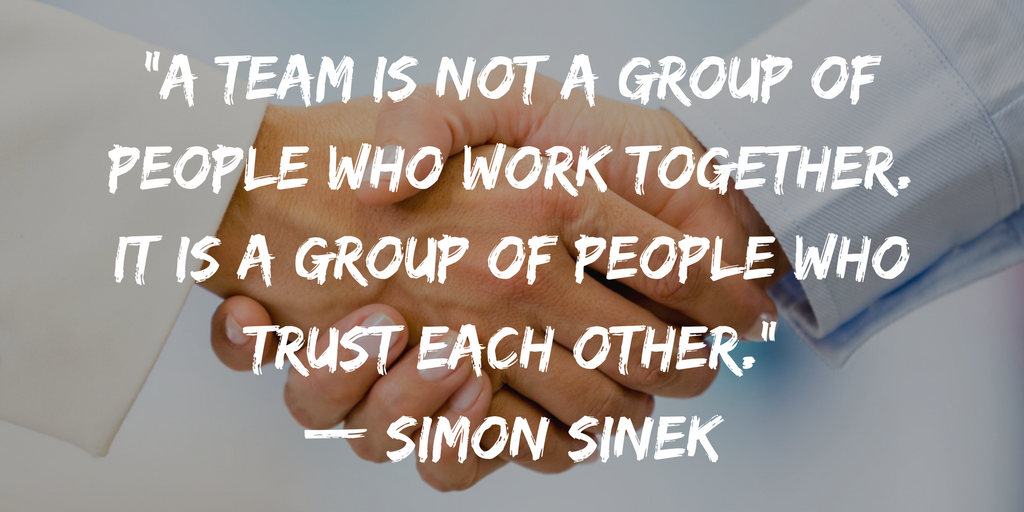 "A TEAM IS NOT A GROUP OF
PEOPLE WHO WORK TOGETHER.
IT IS A GROUP OF PEOPLE WHO
TRUST EACH OTHER."
— SIMON SINEK